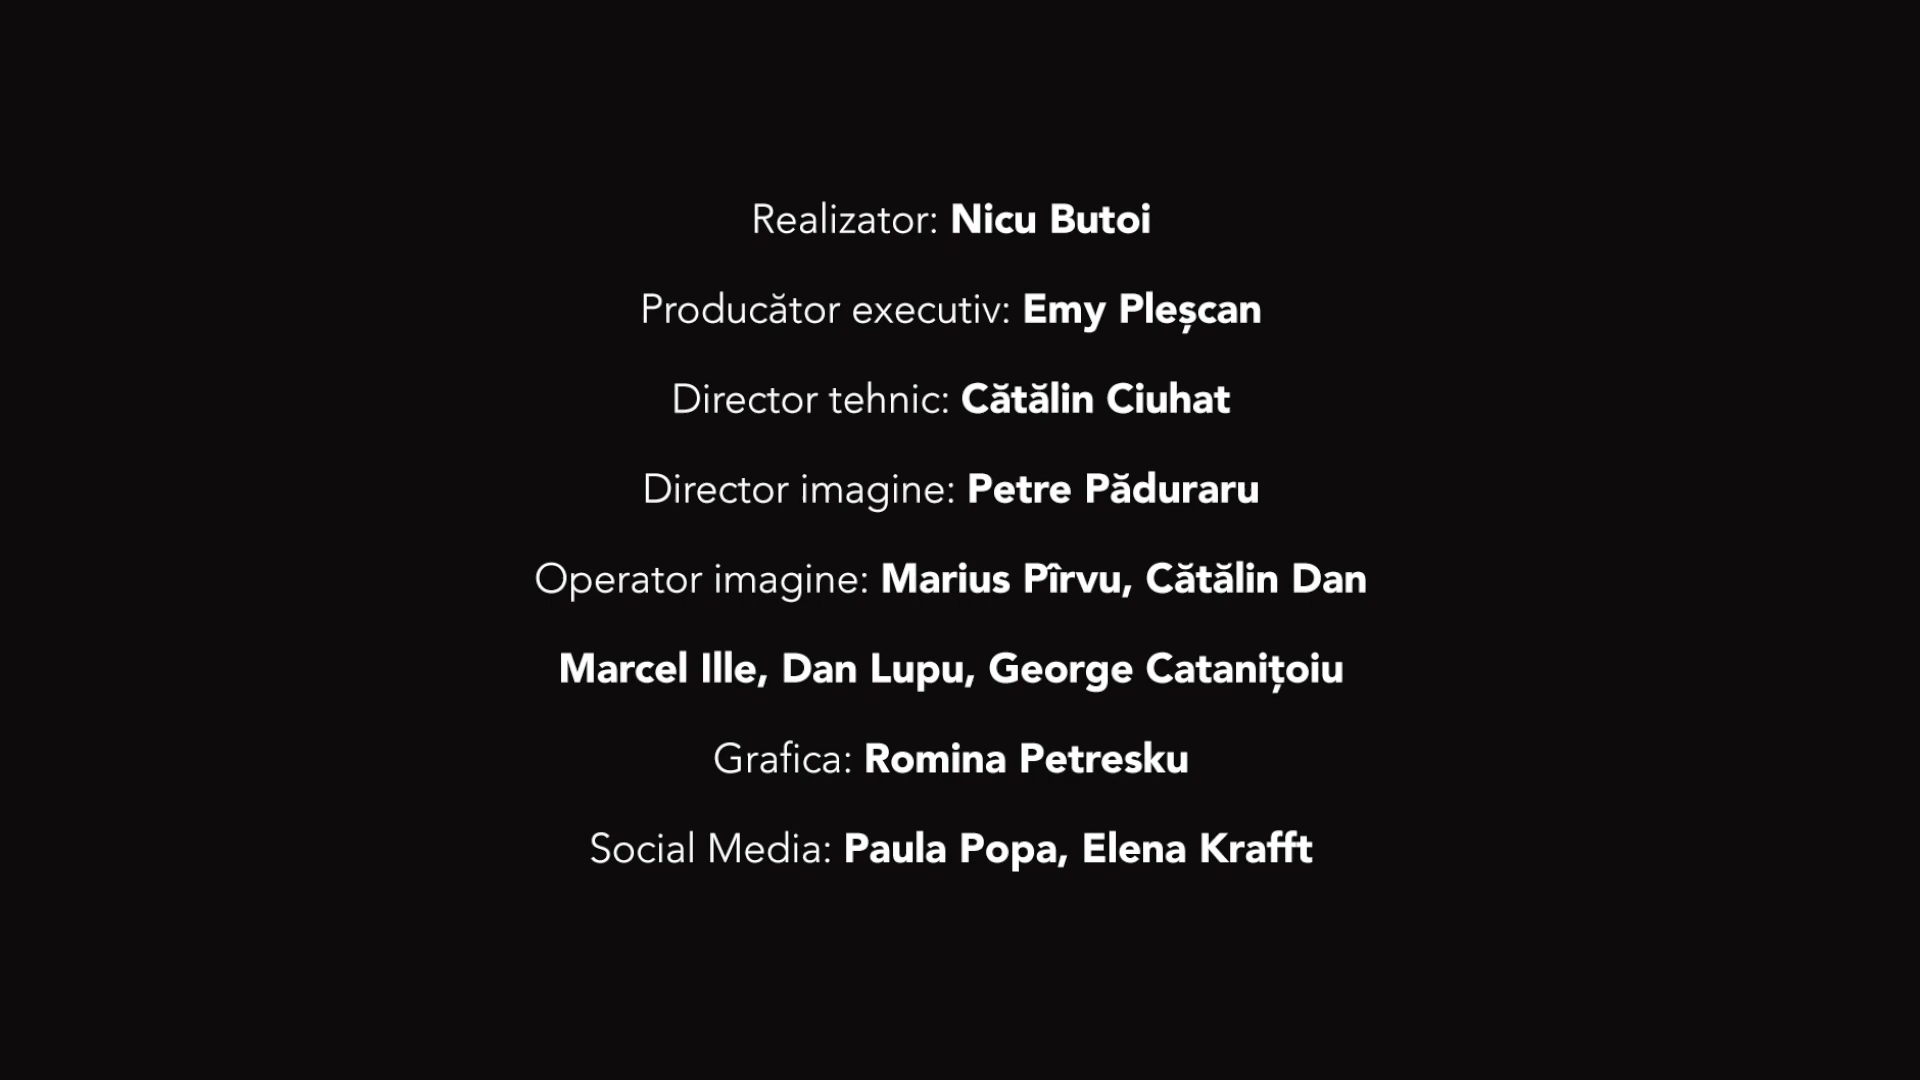 Realizator: Nicu Butoi
Producător executiv: Emy Pleșcan
Director tehnic: Cătălin Ciuhat
Director imagine: Petre Păduraru
Operator imagine: Marius Pîrvu, Cătălin Dan
Marcel Ille, Dan Lupu, George Catanițoiu
Grafica: Romina Petresku
Social Media: Paula Popa, Elena Krafft